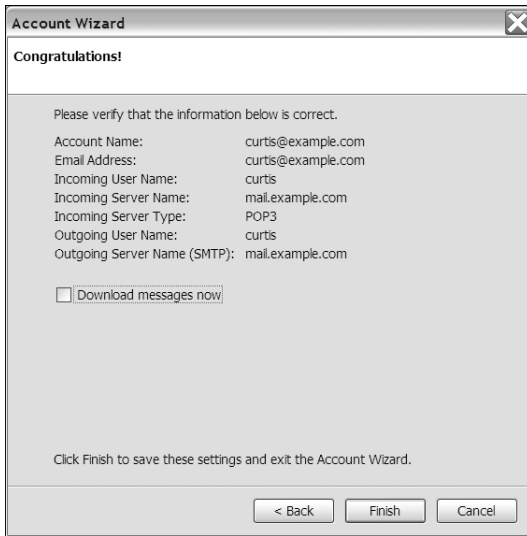 Account Wizard
Congratulations!
Please verify that the information below is correct.
Account Name: curtis@example.com
Email Address: curtis@example.com
Incoming User Name: curtis
Incoming Server Name: mail.example.com
Incoming Server Type: POP3
Outgoing User Name: curtis
Outgoing Server Name (SMTP): mail.example.com
Download messages now
Click Finish to save these settings and exit the Account Wizard.
< Back Finish Cancel